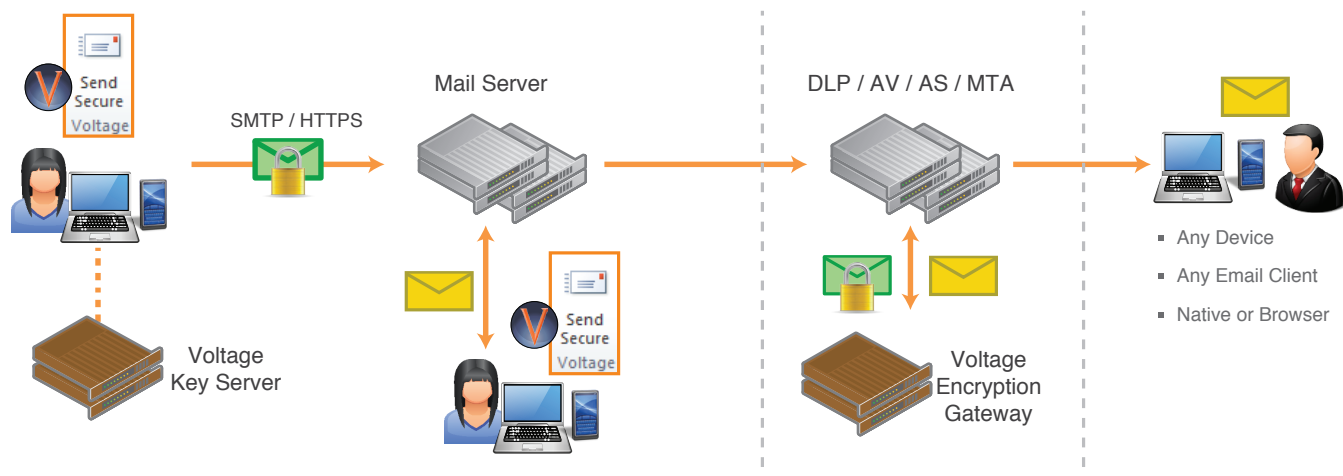 Send
Secure
Voltage
SMTP / HTTPS
Mail Server
DLP / AV / AS / MTA
Voltage
Key Server
Send
Secure
Voltage
Voltage
Encryption
Gateway
Any Device
Any Email Client
Native or Browser